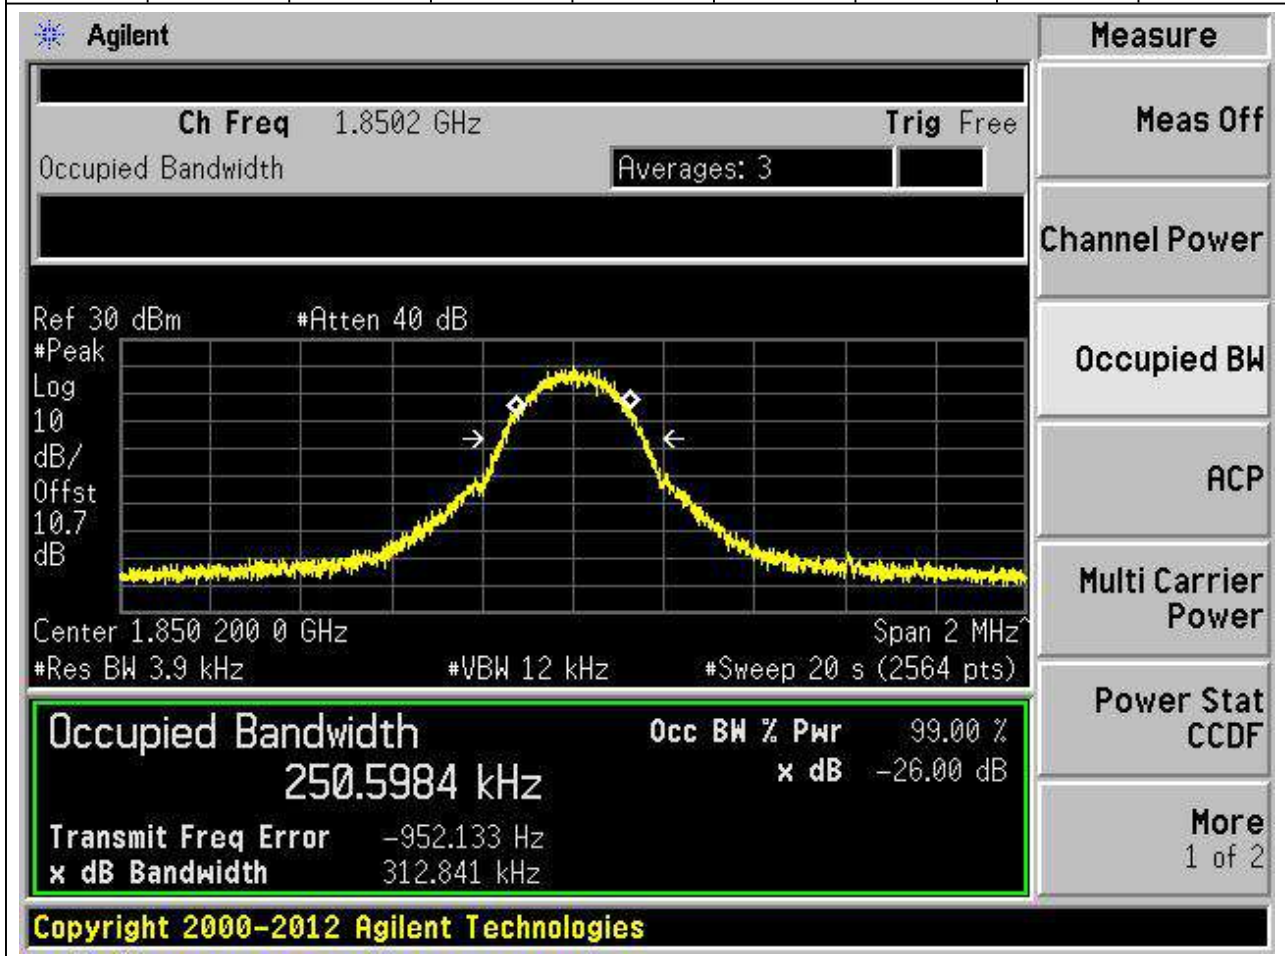 Agilent
Ch Freq 1.8502 GHz Trig Free
Occupied Bandwidth Averages: 3
Ref 30 dBm #Atten 40 dB
#Peak
Log
10
dB/
Offst
10.7
dB
Center 1.850 200 0 GHz Span 2 MHz^
#Res BW 3.9 kHz #VBW 12 kHz #Sweep 20 s (2564 pts)
Occupied Bandwidth
250.5984 kHz
Occ BW % Pwr 99.00 %
x dB -26.00 dB
Transmit Freq Error -952.133 Hz
x dB Bandwidth 312.841 kHz
Copyright 2000-2012 Agilent Technologies
Measure
Meas Off
Channel Power
Occupied BW
ACP
Multi Carrier
Power
Power Stat
CCDF
More
1 of 2